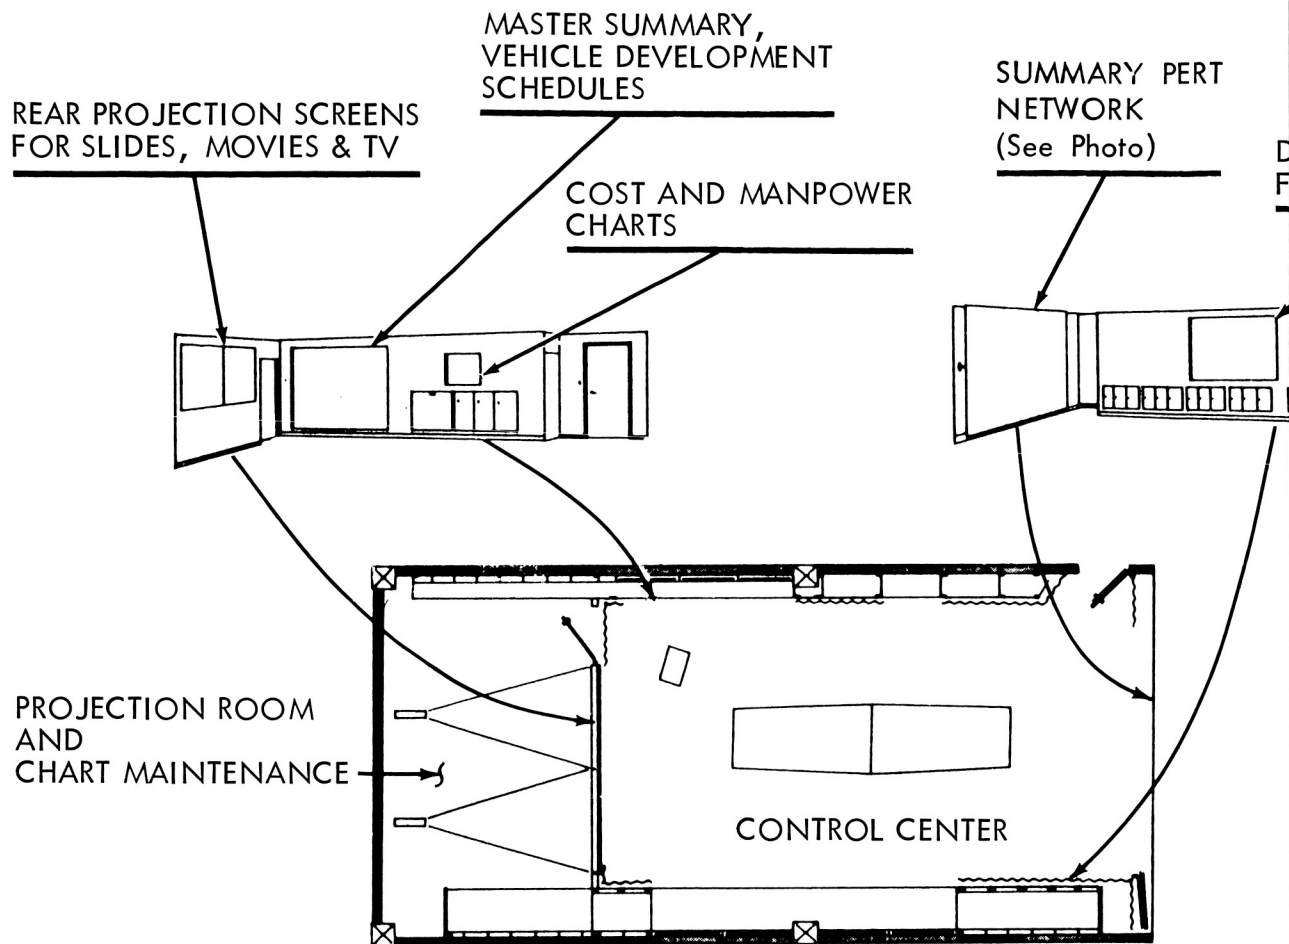 MASTER SUMMARY,
VEHICLE DEVELOPMENT
SCHEDULES
REAR PROJECTION SCREENS
FOR SLIDES, MOVIES & TV
COST AND MANPOWER
CHARTS
SUMMARY PERT
NETWORK
(See Photo)
PROJECTION ROOM
AND
CHART MAINTENANCE
CONTROL CENTER